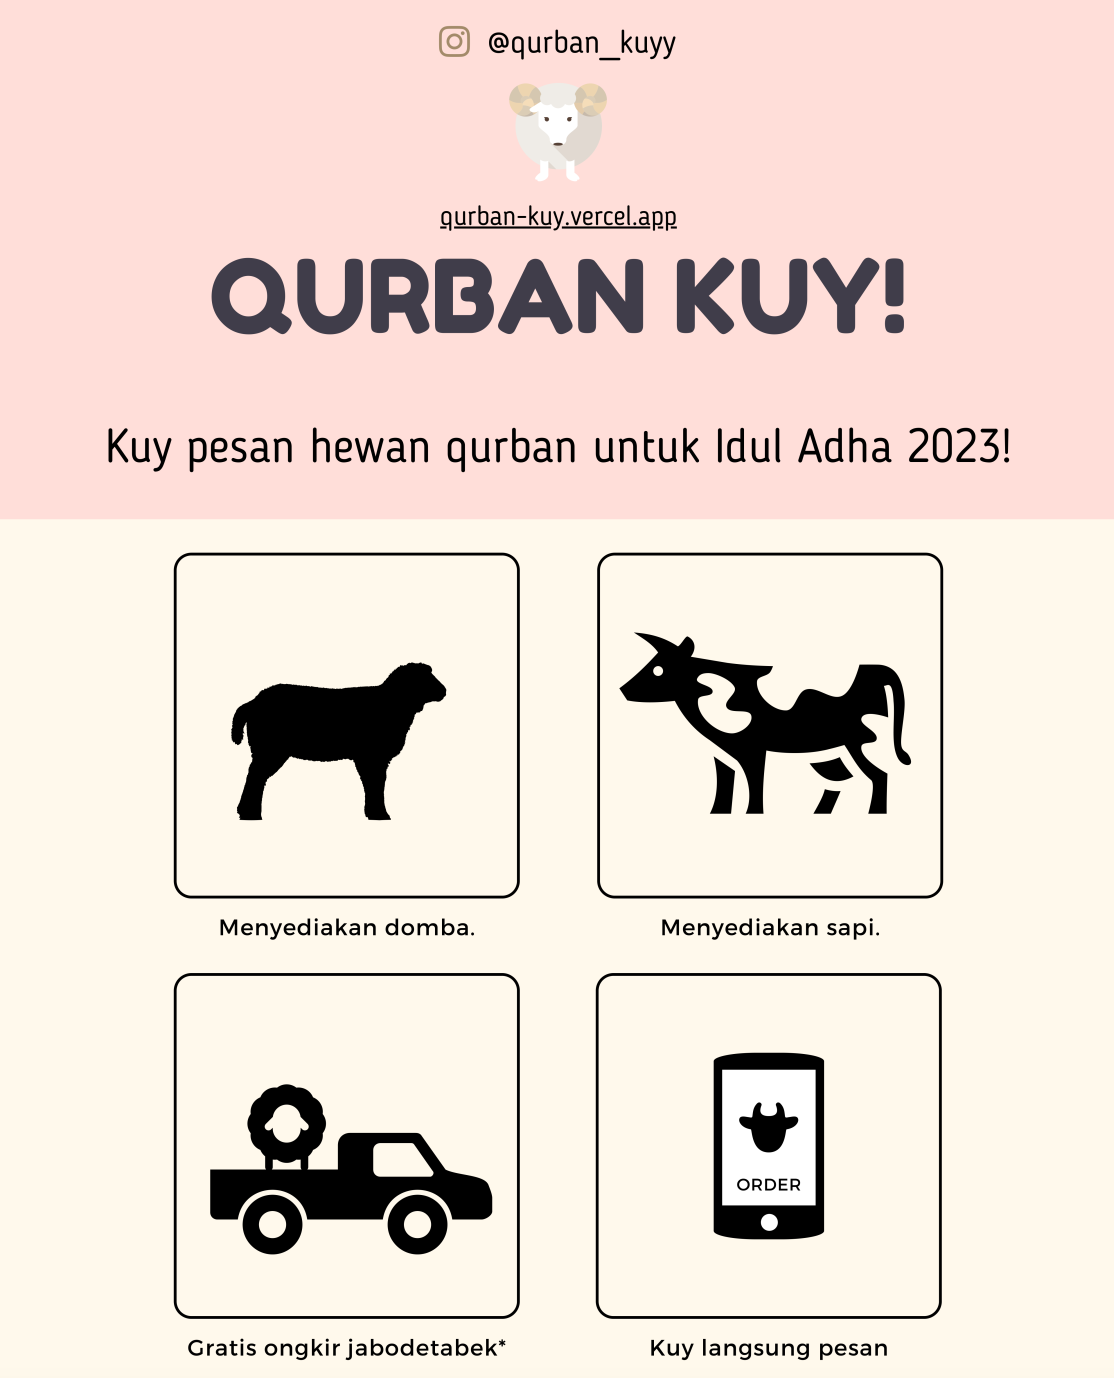 @qurban_kuyy
qurban-kuy.vercel.app
QURBAN KUY!
Kuy pesan hewan qurban untuk Idul Adha 2023!
Menyediakan domba.
Menyediakan sapi.
ORDER
Gratis ongkir jabodetabek*
Kuy langsung pesan